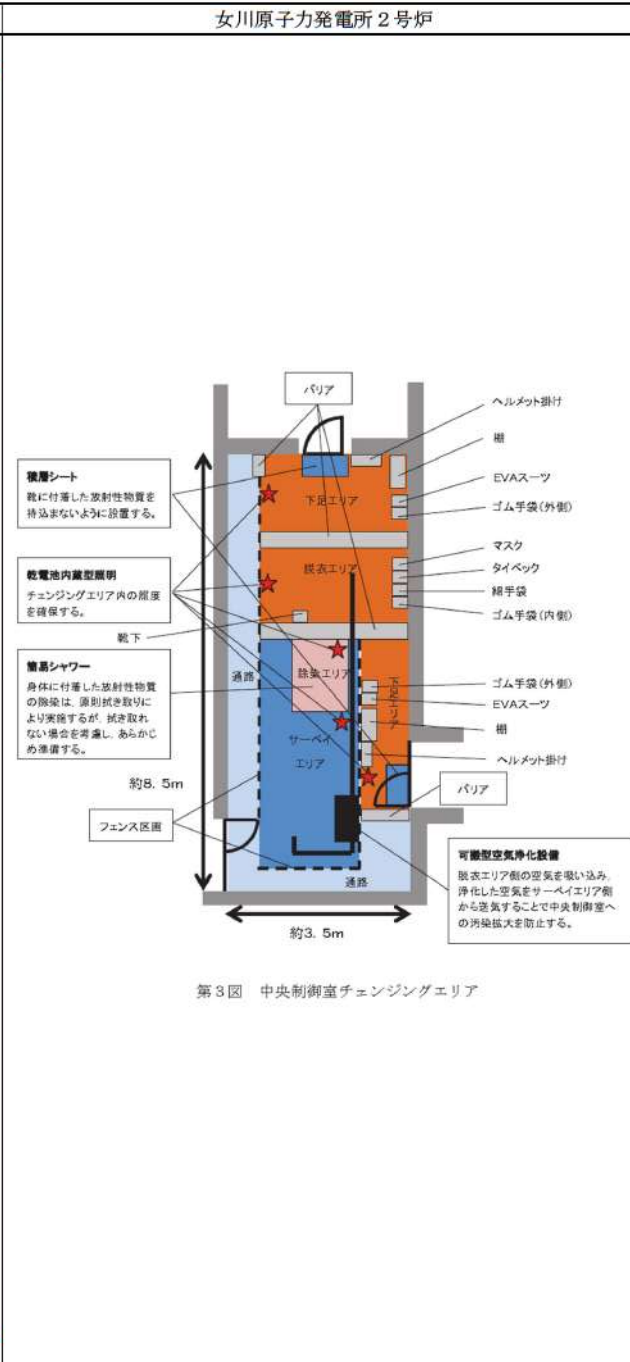 女川原子力発電所2号炉
バリア
ヘルメット掛け
棚
EVAスーツ
ゴム手袋(外側)
マスク
タイベック
綿手袋
ゴム手袋(内側)
積層シート
靴に付着した放射性物質を
持込まないように設置する。
乾電池内蔵型照明
チェンジングエリア内の照度
を確保する。
靴下
簡易シャワー
身体に付着した放射性物質
の除染は、原則拭き取りに
より実施するが、拭き取れ
ない場合を考慮し、あらかじ
め準備する。
下足エリア
脱衣エリア
除染エリア
サーベイ
エリア
下足エリア
通路
ゴム手袋(外側)
EVAスーツ
棚
ヘルメット掛け
バリア
約8.5m
フェンス区画
通路
約3.5m
可搬型空気浄化設備
脱衣エリア側の空気を吸い込み、
浄化した空気をサーベイエリア側
から送気することで中央制御室へ
の汚染拡大を防止する。
第3図 中央制御室チェンジングエリア